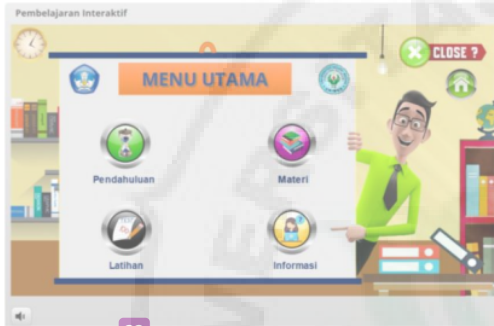 Pembelajaran Interaktif
CLOSE ?
MENU UTAMA
Pendahuluan
Materi
Latihan
Informasi